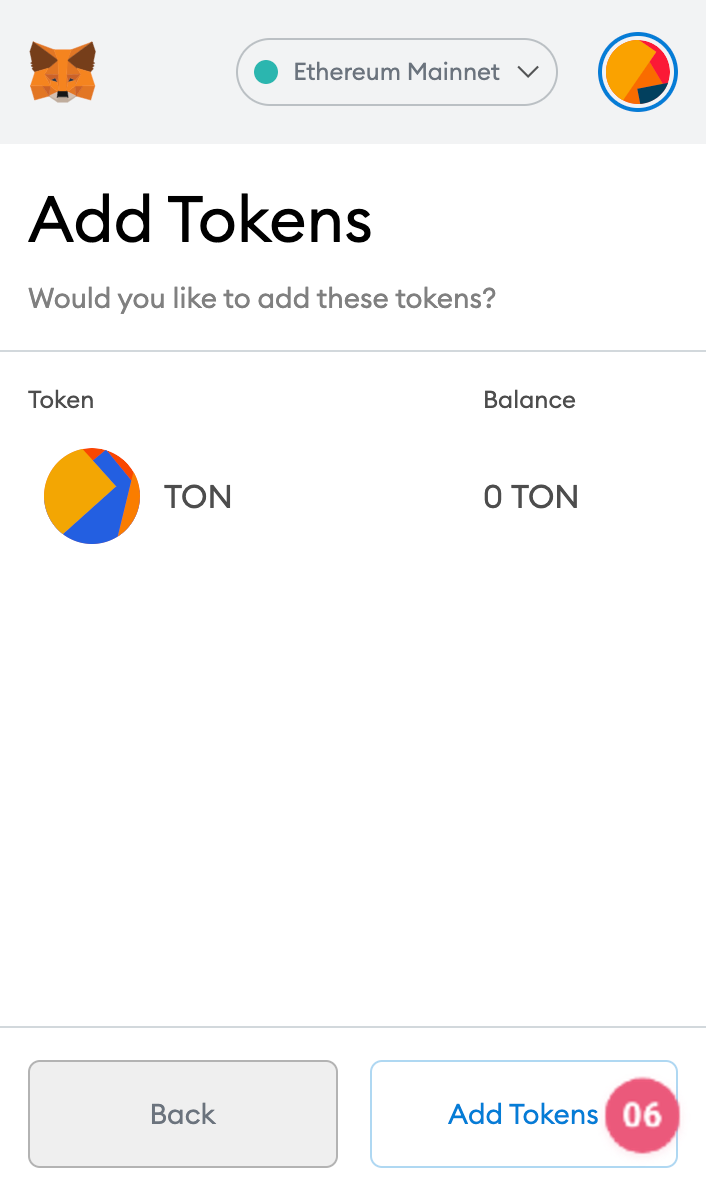 Ethereum Mainnet
Add Tokens
Would you like to add these tokens?
Token Balance
TON 0 TON
Back Add Tokens 06